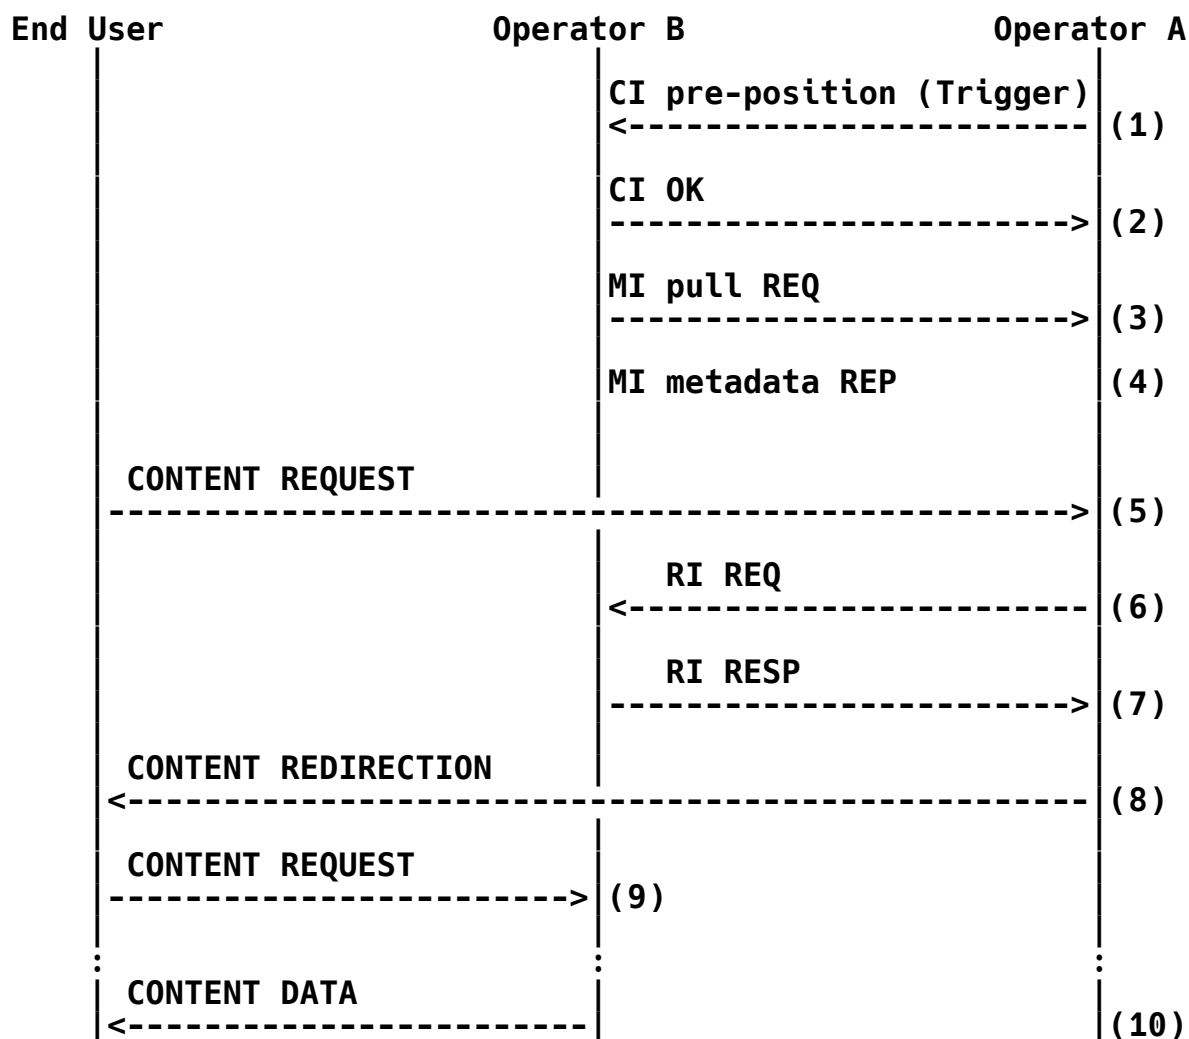 End User Operator B Operator A
CI pre-position (Trigger)
<------------------------ (1)
CI OK
------------------------> (2)
MI pull REQ
------------------------> (3)
MI metadata REP (4)
CONTENT REQUEST
--------------------------------------------------> (5)
RI REQ
<------------------------ (6)
RI RESP
------------------------> (7)
CONTENT REDIRECTION
<-------------------------------------------------- (8)
CONTENT REQUEST
------------------------> (9)
: : :
CONTENT DATA
<------------------------ (10)